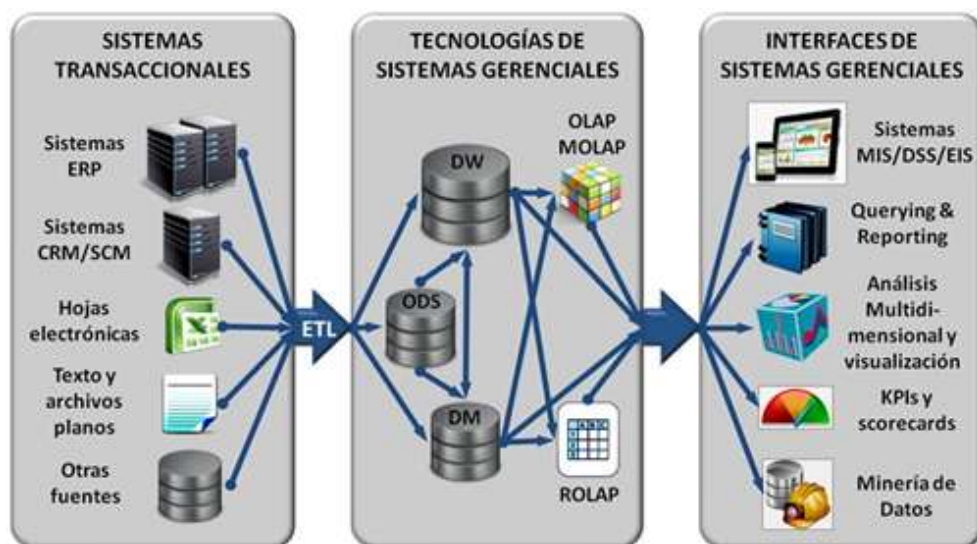 SISTEMAS
TRANSACCIONALES
Sistemas
ERP
Sistemas
CRM/SCM
Hojas
electrónicas
Texto y
archivos
planos
Otras
fuentes
ETL
TECNOLOGÍAS DE
SISTEMAS GERENCIALES
DW
ODS
DM
OLAP
MOLAP
ROLAP
INTERFACES DE
SISTEMAS GERENCIALES
Sistemas
MIS/DSS/EIS
Querying &
Reporting
Análisis
Multidi-
mensional y
visualización
KPIs y
scorecards
Minería de
Datos